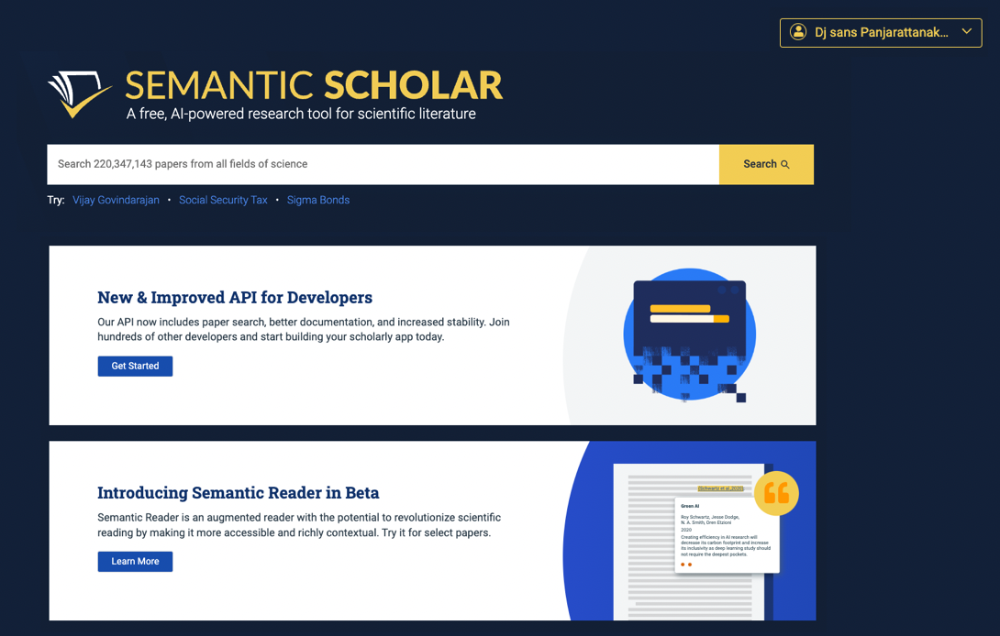 Dj sans Panjarattanak...
SEMANTIC SCHOLAR
A free, AI-powered research tool for scientific literature
Search 220,347,143 papers from all fields of science
Search
Try: Vijay Govindarajan • Social Security Tax • Sigma Bonds
New & Improved API for Developers
Our API now includes paper search, better documentation, and increased stability. Join
hundreds of other developers and start building your scholarly app today.
Get Started
Introducing Semantic Reader in Beta
Semantic Reader is an augmented reader with the potential to revolutionize scientific
reading by making it more accessible and richly contextual. Try it for select papers.
Learn More
(Schwartz et al.,2020)
Green AI
Roy Schwartz, Jesse Dodge,
N. A. Smith, Oren Etzioni
2020
Creating efficiency in AI research will
decrease its carbon footprint and increase
its inclusivity as deep learning study should
not require the deepest pockets.